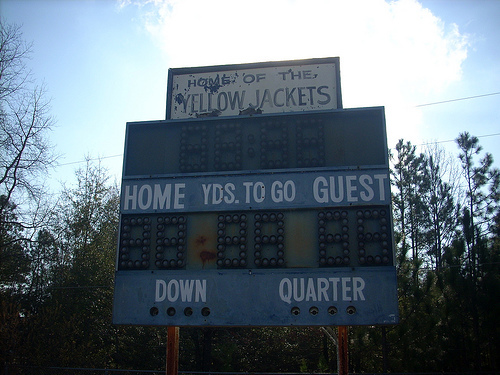 HOME OF THE
YELLOW JACKETS
HOME YDS. TO GO GUEST
DOWN QUARTER